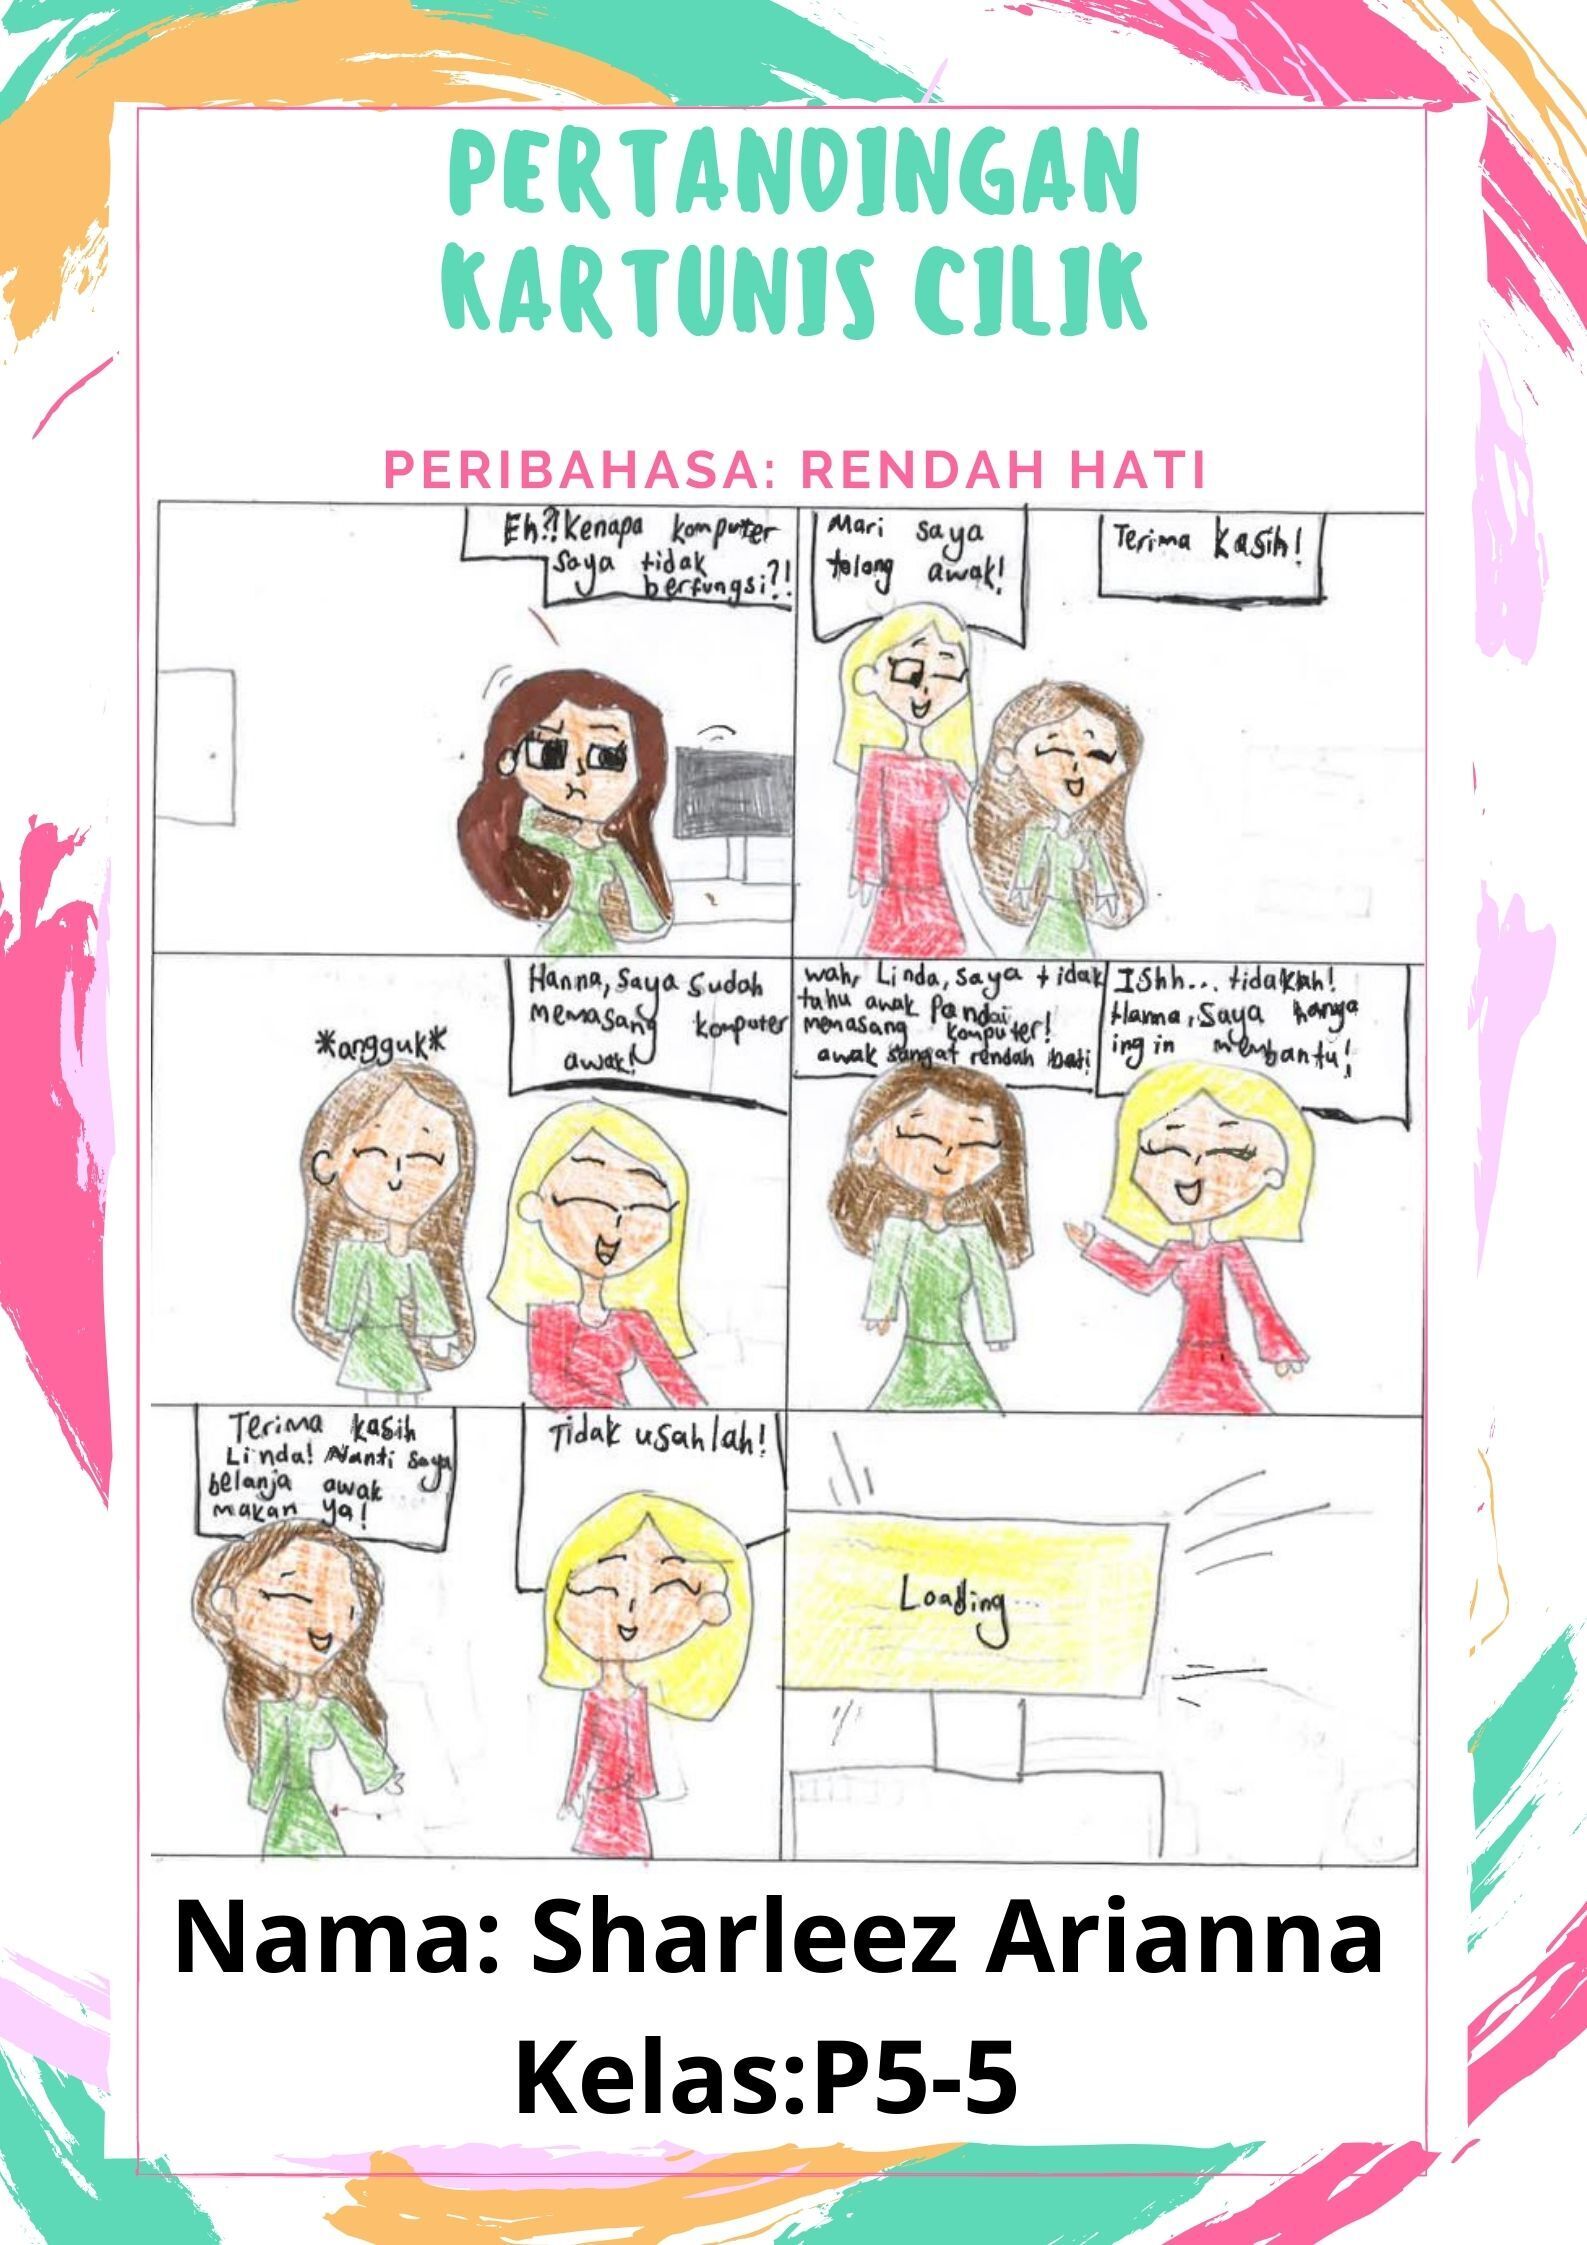 PERTANDINGAN
KARTUNIS CILIK
PERIBAHASA: RENDAH HATI
Eh?! Kenapa komputer
saya tidak
berfungsi?!
Mari saya
tolong awak!
Terima kasih!
*angguk*
Hanna, saya sudah
memasang komputer
awak!
wah, Linda, saya tidak
tahu awak pandai
memasang komputer!
awak sangat rendah hati!
Ishh... tidaklah!
Hanna, saya hanya
ingin membantu!
Terima kasih
Linda! Nanti saya
belanja awak
makan ya!
Tidak usahlah!
Loading...
Nama: Sharleez Arianna
Kelas:P5-5